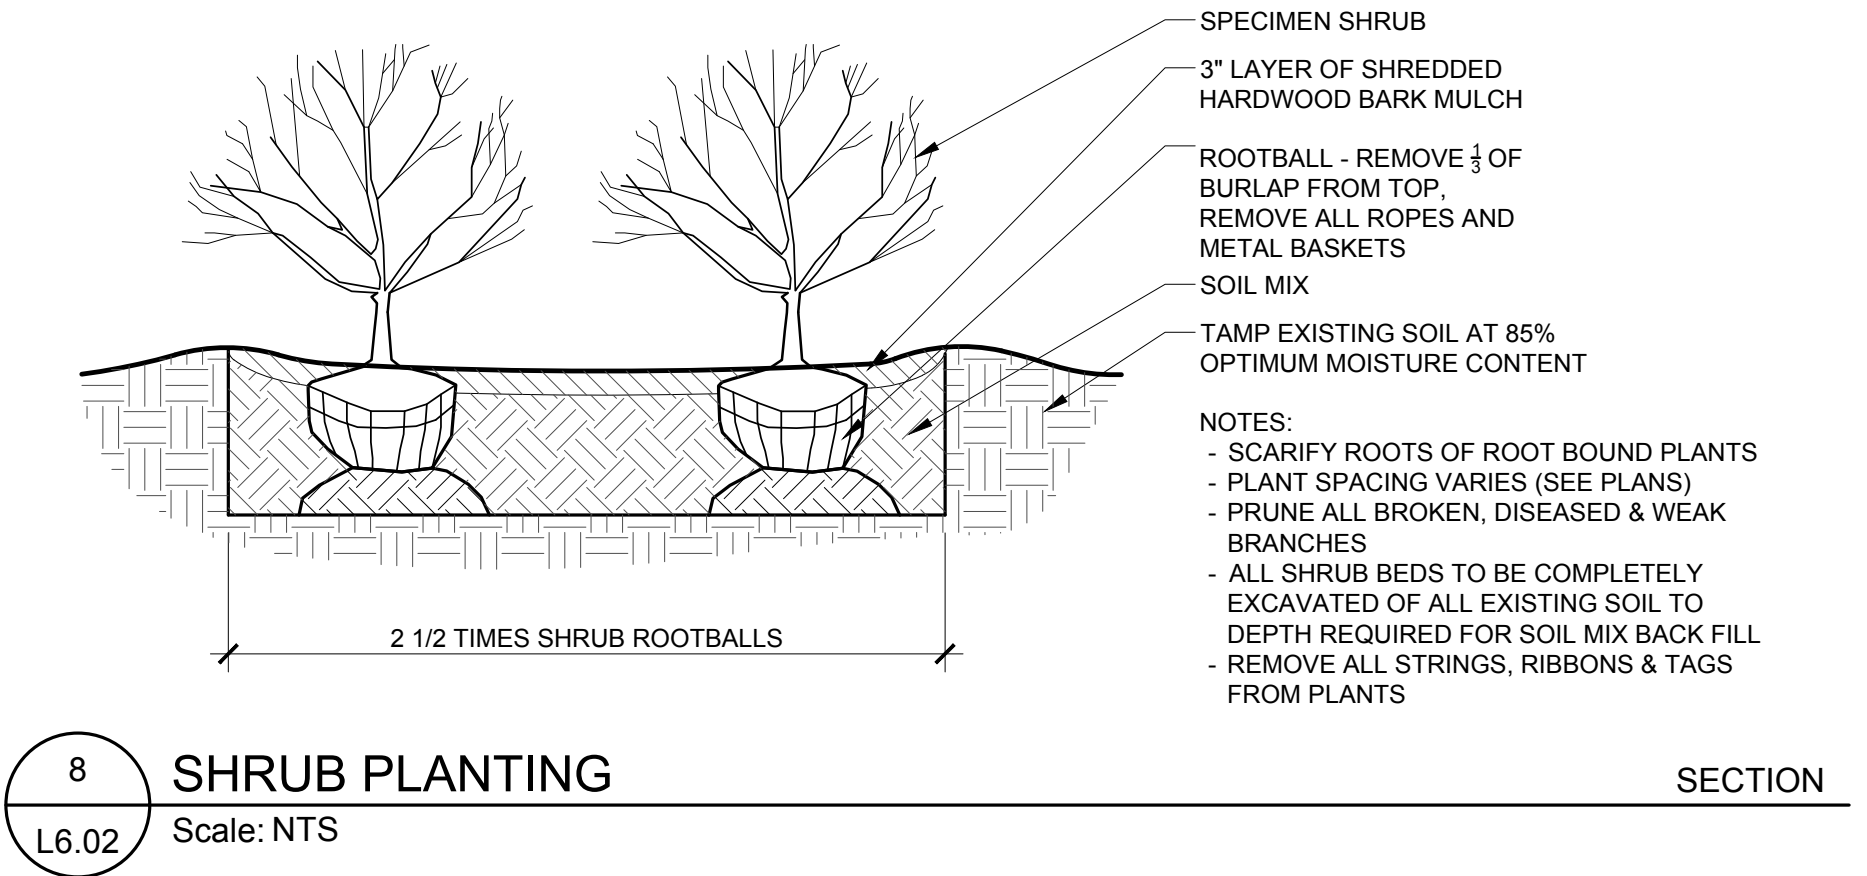 SPECIMEN SHRUB
3" LAYER OF SHREDDED
HARDWOOD BARK MULCH
ROOTBALL - REMOVE 1/3 OF
BURLAP FROM TOP,
REMOVE ALL ROPES AND
METAL BASKETS
SOIL MIX
TAMP EXISTING SOIL AT 85%
OPTIMUM MOISTURE CONTENT
NOTES:
- SCARIFY ROOTS OF ROOT BOUND PLANTS
- PLANT SPACING VARIES (SEE PLANS)
- PRUNE ALL BROKEN, DISEASED & WEAK
BRANCHES
- ALL SHRUB BEDS TO BE COMPLETELY
EXCAVATED OF ALL EXISTING SOIL TO
DEPTH REQUIRED FOR SOIL MIX BACK FILL
- REMOVE ALL STRINGS, RIBBONS & TAGS
FROM PLANTS
2 1/2 TIMES SHRUB ROOTBALLS
8
L6.02
SHRUB PLANTING
Scale: NTS
SECTION